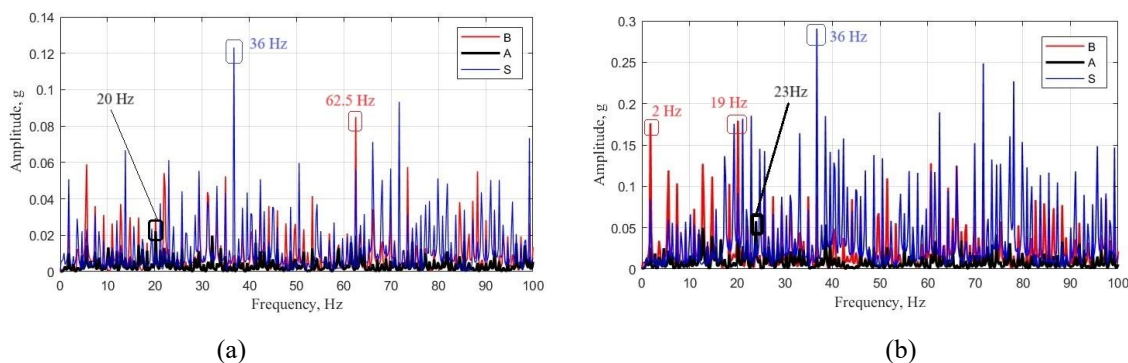 0.14
0.12
0.1
0.08
0.06
0.04
0.02
0
Amplitude, g
0 10 20 30 40 50 60 70 80 90 100
Frequency, Hz
36 Hz
20 Hz
62.5 Hz
B
A
S
(a)
0.3
0.25
0.2
0.15
0.1
0.05
0
Amplitude, g
0 10 20 30 40 50 60 70 80 90 100
Frequency, Hz
36 Hz
2 Hz
19 Hz
23Hz
B
A
S
(b)